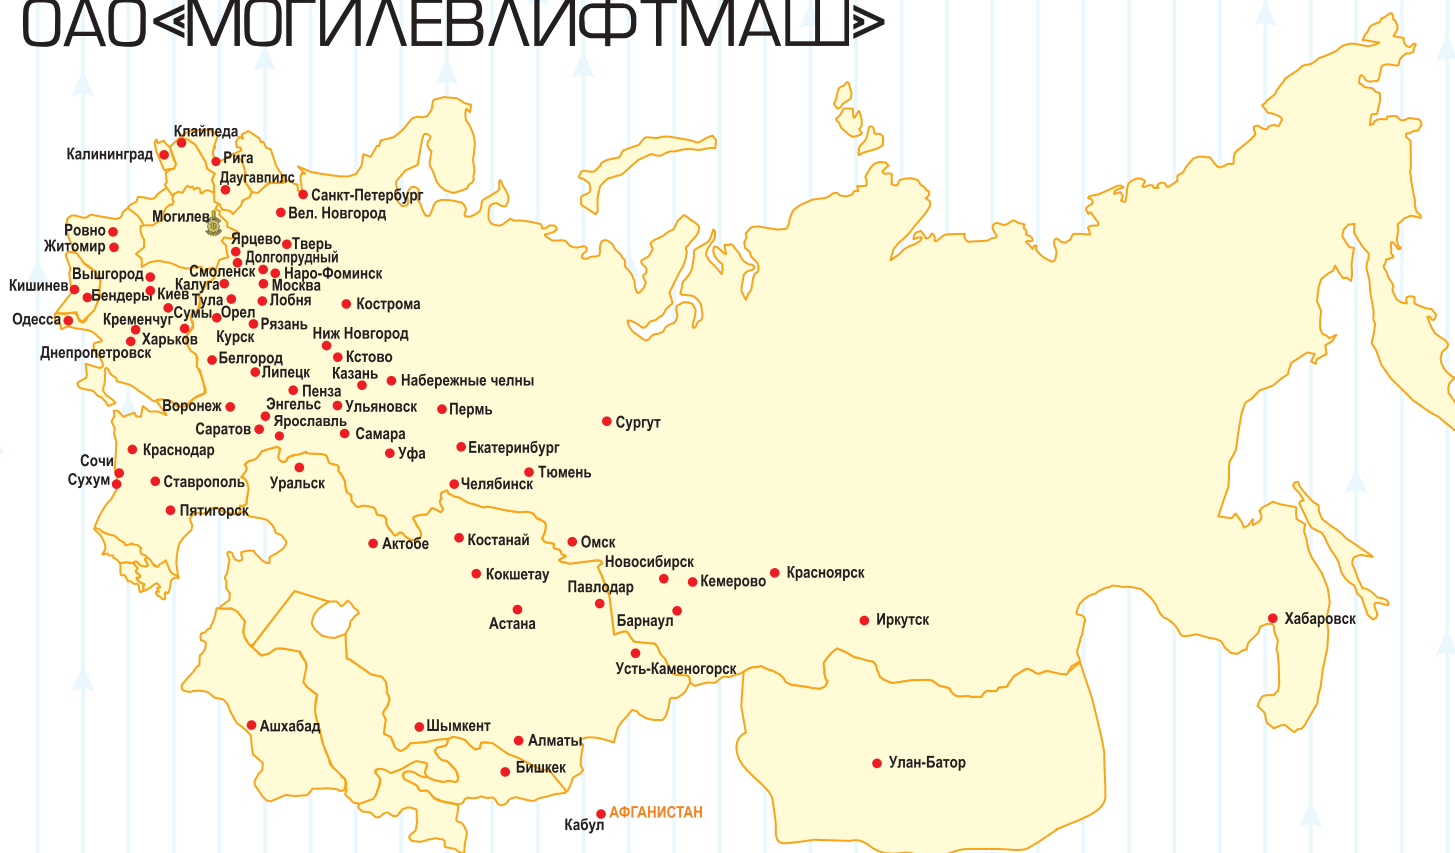 ОАО«МОГИЛЕВЛИФТМАШ»
Клайпеда
Калининград
Рига
Даугавпилс
Санкт-Петербург
Вел. Новгород
Могилев
Ровно
Житомир
Ярцево
Тверь
Долгопрудный
Смоленск
Наро-Фоминск
Вышгород
Калуга
Москва
Кишинев
Бендеры
Киев
Тула
Лобня
Кострома
Одесса
Кременчуг
Сумы
Орел
Рязань
Харьков
Курск
Ниж Новгород
Днепропетровск
Белгород
Кстово
Липецк
Казань
Набережные челны
Пенза
Воронеж
Энгельс
Ульяновск
Пермь
Саратов
Ярославль
Самара
Сургут
Краснодар
Екатеринбург
Уфа
Сочи
Сухум
Ставрополь
Уральск
Тюмень
Челябинск
Пятигорск
Актобе
Костанай
Омск
Новосибирск
Кокшетау
Павлодар
Кемерово
Красноярск
Астана
Барнаул
Иркутск
Хабаровск
Усть-Каменогорск
Ашхабад
Шымкент
Алматы
Бишкек
Улан-Батор
АФГАНИСТАН
Кабул